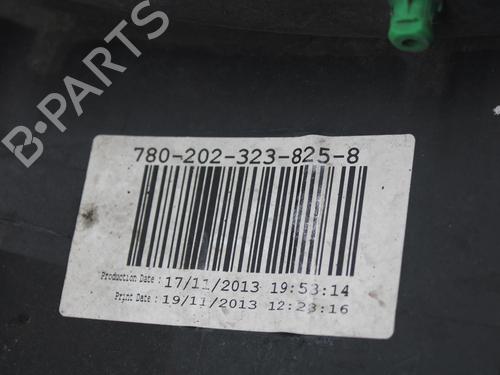 B-PARTS
780-202-323-825-8
Production Date : 17/11/2013 19:53:14
Print Date : 19/11/2013 12:23:16